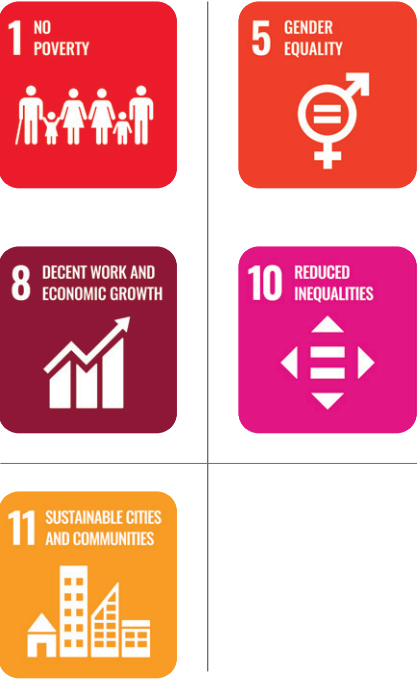 1 NO
POVERTY
5 GENDER
EQUALITY
8 DECENT WORK AND
ECONOMIC GROWTH
10 REDUCED
INEQUALITIES
11 SUSTAINABLE CITIES
AND COMMUNITIES